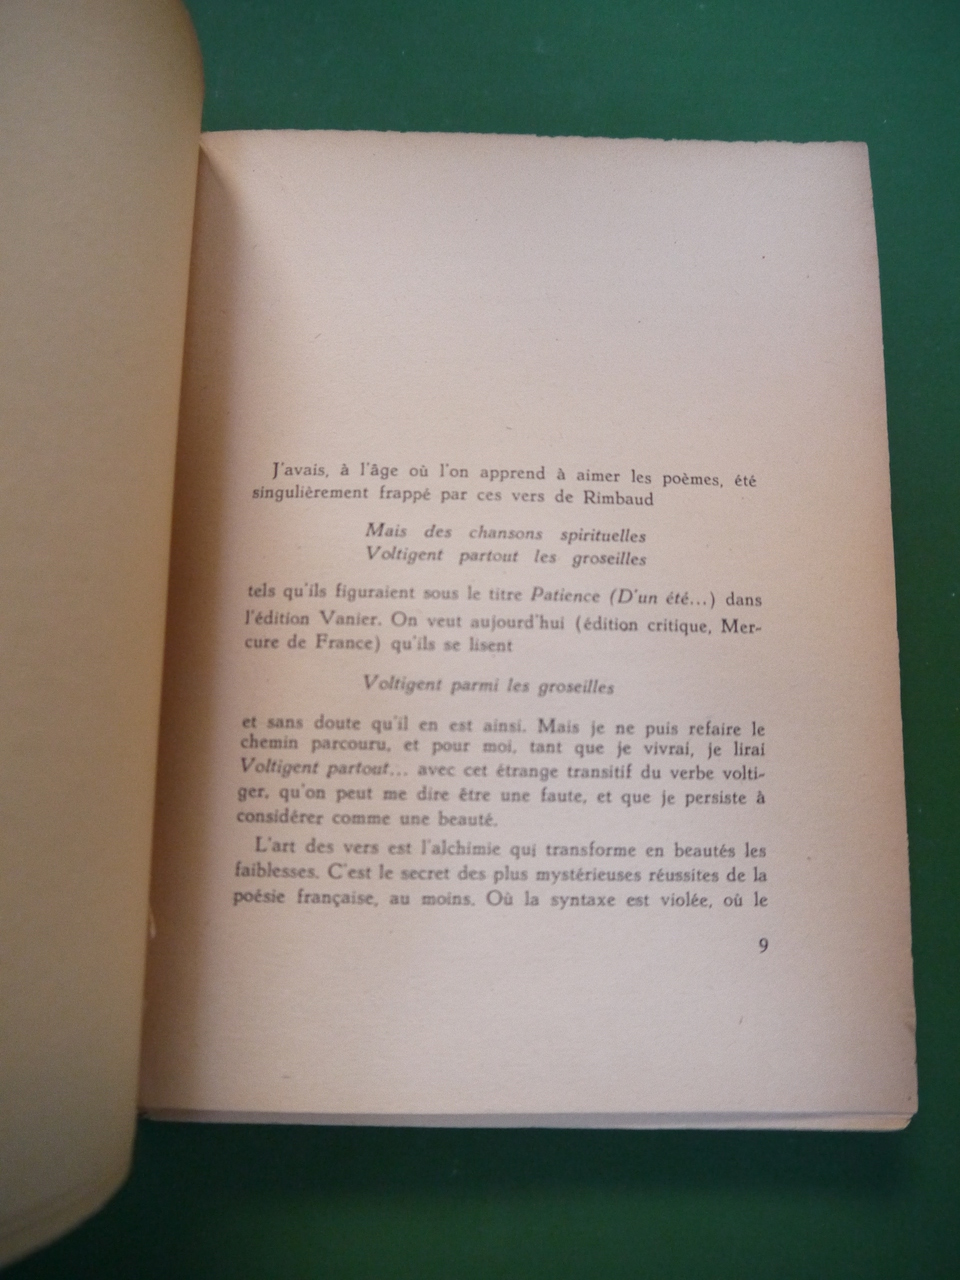 J'avais, à l'âge où l'on apprend à aimer les poèmes, été
singulièrement frappé par ces vers de Rimbaud
Mais des chansons spirituelles
Voltigent partout les groseilles
tels qu'ils figuraient sous le titre Patience (D'un été...) dans
l'édition Vanier. On veut aujourd'hui (édition critique, Mer-
cure de France) qu'ils se lisent
Voltigent parmi les groseilles
et sans doute qu'il en est ainsi. Mais je ne puis refaire le
chemin parcouru, et pour moi, tant que je vivrai, je lirai
Voltigent partout... avec cet étrange transitif du verbe volti-
ger, qu'on peut me dire être une faute, et que je persiste à
considérer comme une beauté.
L'art des vers est l'alchimie qui transforme en beautés les
faiblesses. C'est le secret des plus mystérieuses réussites de la
poésie française, au moins. Où la syntaxe est violée, où le
9